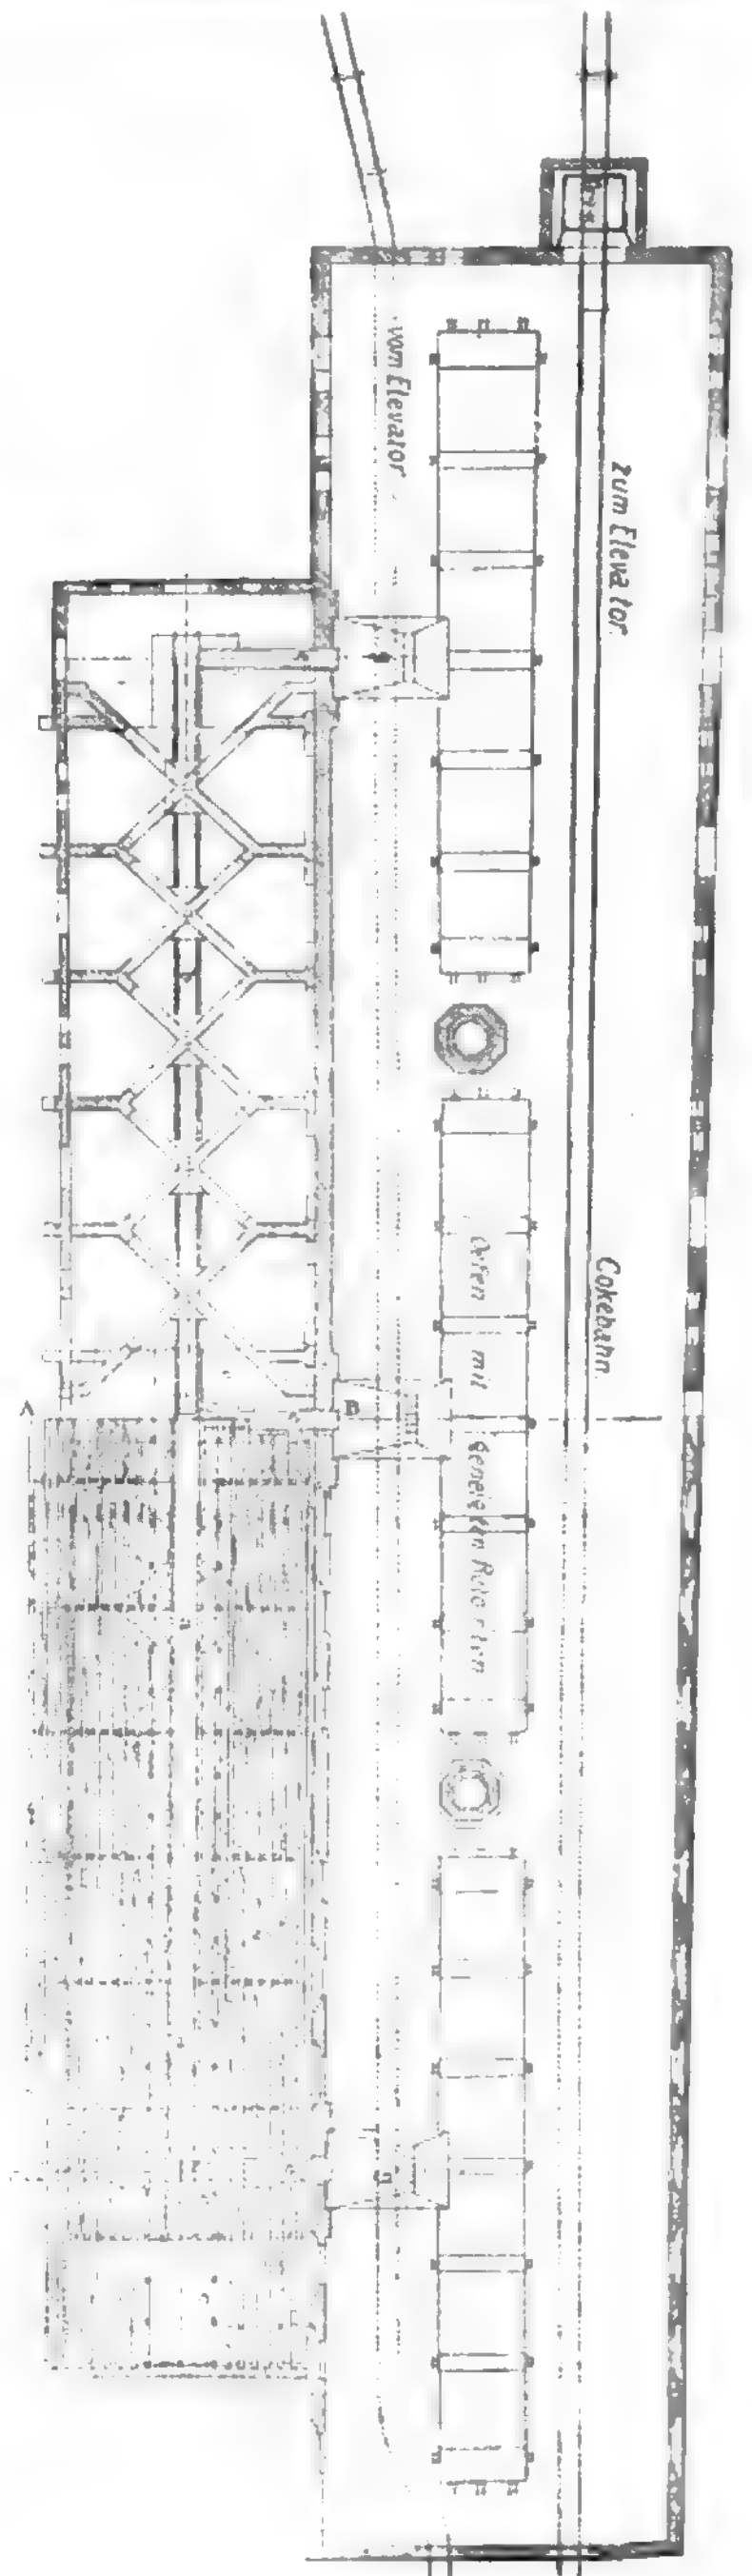 vom Elevator
zum Elevator.
Cokebahn
A
B
Oefen mit geneigten Retorten